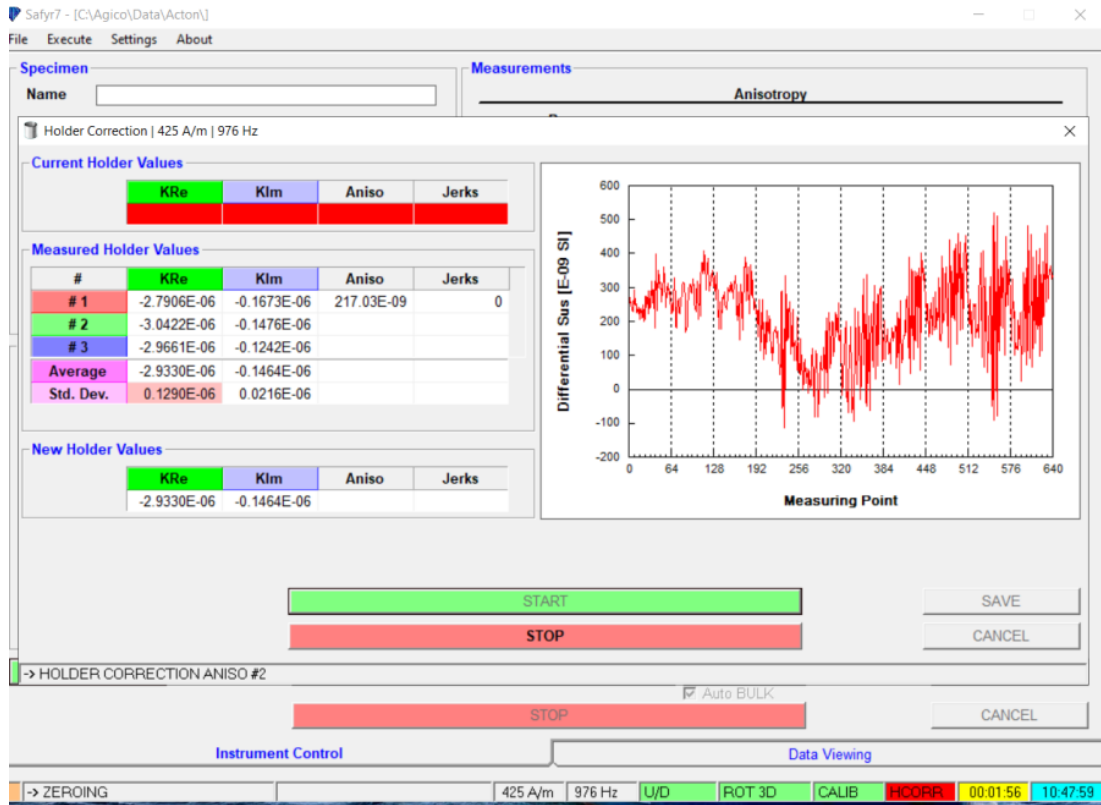 Safyr7 - [C:\Agico\Data\Acton\]
File Execute Settings About
Specimen
Name
Measurements
Anisotropy
Holder Correction | 425 A/m | 976 Hz
Current Holder Values
KRe KIm Aniso Jerks
Measured Holder Values
# KRe KIm Aniso Jerks
# 1 -2.7906E-06 -0.1673E-06 217.03E-09 0
# 2 -3.0422E-06 -0.1476E-06
# 3 -2.9661E-06 -0.1242E-06
Average -2.9330E-06 -0.1464E-06
Std. Dev. 0.1290E-06 0.0216E-06
New Holder Values
KRe KIm Aniso Jerks
-2.9330E-06 -0.1464E-06
Differential Sus [E-09 SI]
600
500
400
300
200
100
0
-100
-200
0 64 128 192 256 320 384 448 512 576 640
Measuring Point
START
SAVE
STOP
CANCEL
-> HOLDER CORRECTION ANISO #2
Auto BULK
STOP
CANCEL
Instrument Control
Data Viewing
-> ZEROING 425 A/m 976 Hz U/D ROT 3D CALIB HCORR 00:01:56 10:47:59